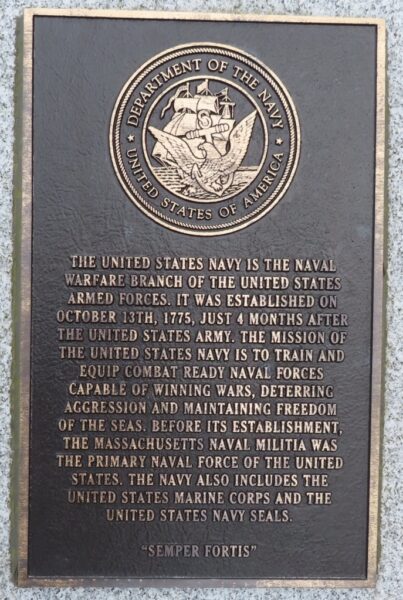 DEPARTMENT OF THE NAVY
UNITED STATES OF AMERICA
THE UNITED STATES NAVY IS THE NAVAL
WARFARE BRANCH OF THE UNITED STATES
ARMED FORCES. IT WAS ESTABLISHED ON
OCTOBER 13TH, 1775, JUST 4 MONTHS AFTER
THE UNITED STATES ARMY. THE MISSION OF
THE UNITED STATES NAVY IS TO TRAIN AND
EQUIP COMBAT READY NAVAL FORCES
CAPABLE OF WINNING WARS, DETERRING
AGGRESSION AND MAINTAINING FREEDOM
OF THE SEAS. BEFORE ITS ESTABLISHMENT,
THE MASSACHUSETTS NAVAL MILITIA WAS
THE PRIMARY NAVAL FORCE OF THE UNITED
STATES. THE NAVY ALSO INCLUDES THE
UNITED STATES MARINE CORPS AND THE
UNITED STATES NAVY SEALS.
"SEMPER FORTIS"